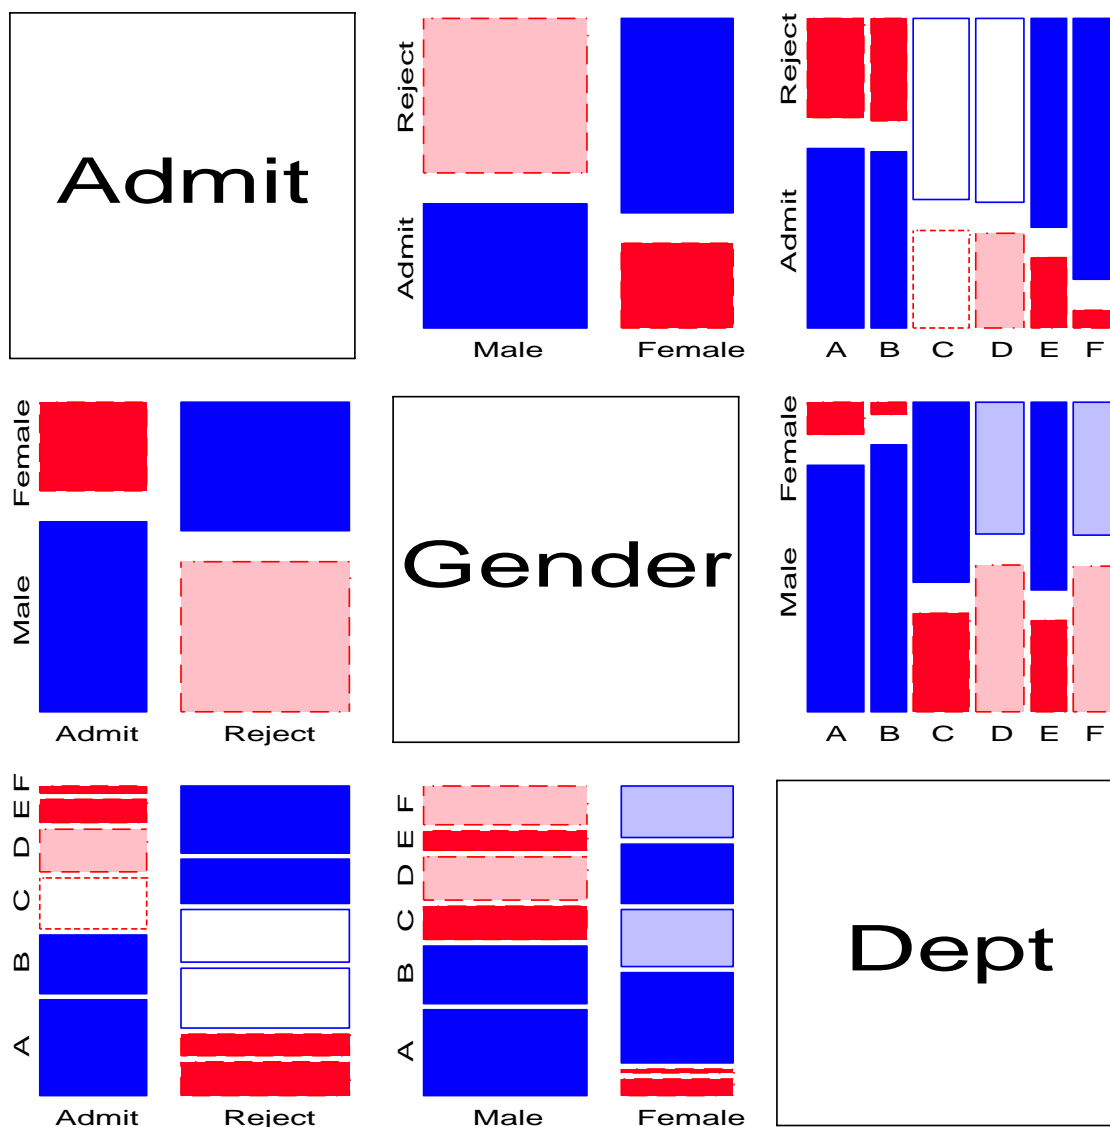 Admit
Reject
Admit
Male Female
Reject
Admit
A B C D E F
Female
Male
Admit Reject
Gender
Female
Male
A B C D E F
F
E
D
C
B
A
Admit Reject
F
E
D
C
B
A
Male Female
Dept